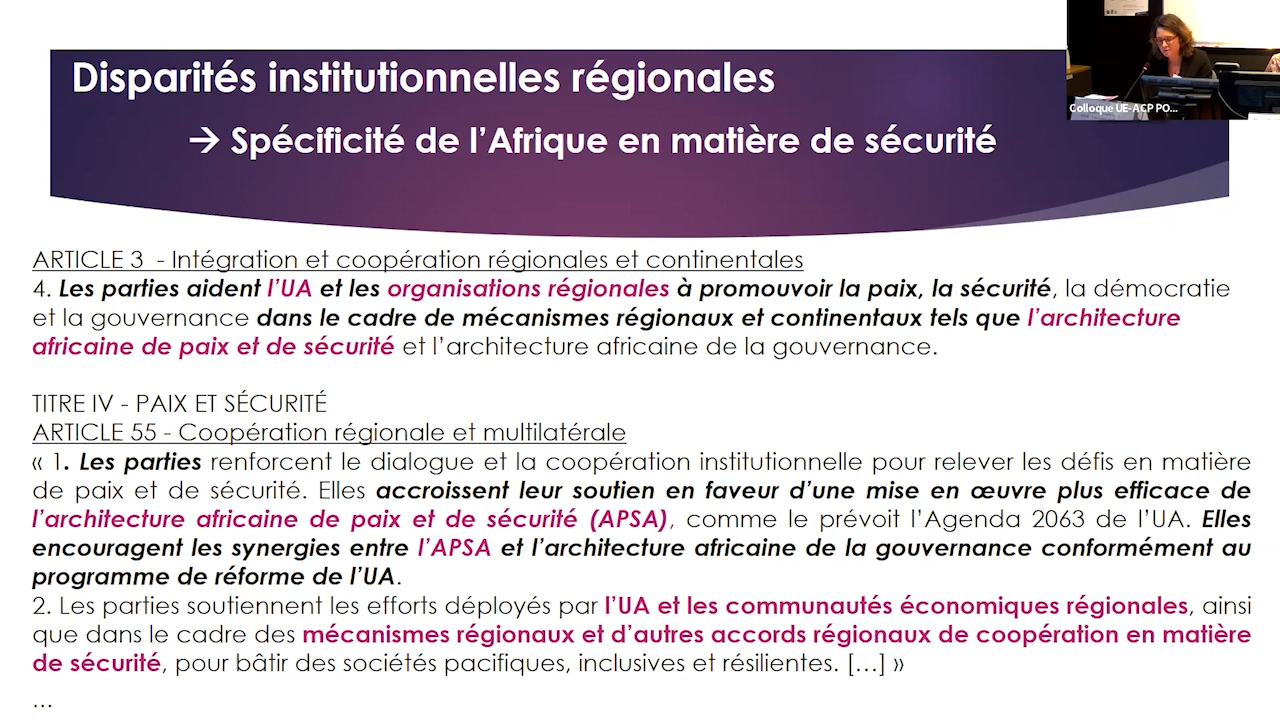 Disparités institutionnelles régionales
→ Spécificité de l'Afrique en matière de sécurité
Colloque UE-ACP PO...
ARTICLE 3 - Intégration et coopération régionales et continentales
4. Les parties aident l'UA et les organisations régionales à promouvoir la paix, la sécurité, la démocratie
et la gouvernance dans le cadre de mécanismes régionaux et continentaux tels que l'architecture
africaine de paix et de sécurité et l'architecture africaine de la gouvernance.
TITRE IV - PAIX ET SÉCURITÉ
ARTICLE 55 - Coopération régionale et multilatérale
« 1. Les parties renforcent le dialogue et la coopération institutionnelle pour relever les défis en matière
de paix et de sécurité. Elles accroissent leur soutien en faveur d'une mise en œuvre plus efficace de
l'architecture africaine de paix et de sécurité (APSA), comme le prévoit l'Agenda 2063 de l'UA. Elles
encouragent les synergies entre l'APSA et l'architecture africaine de la gouvernance conformément au
programme de réforme de l'UA.
2. Les parties soutiennent les efforts déployés par l'UA et les communautés économiques régionales, ainsi
que dans le cadre des mécanismes régionaux et d'autres accords régionaux de coopération en matière
de sécurité, pour bâtir des sociétés pacifiques, inclusives et résilientes. [...] »
...